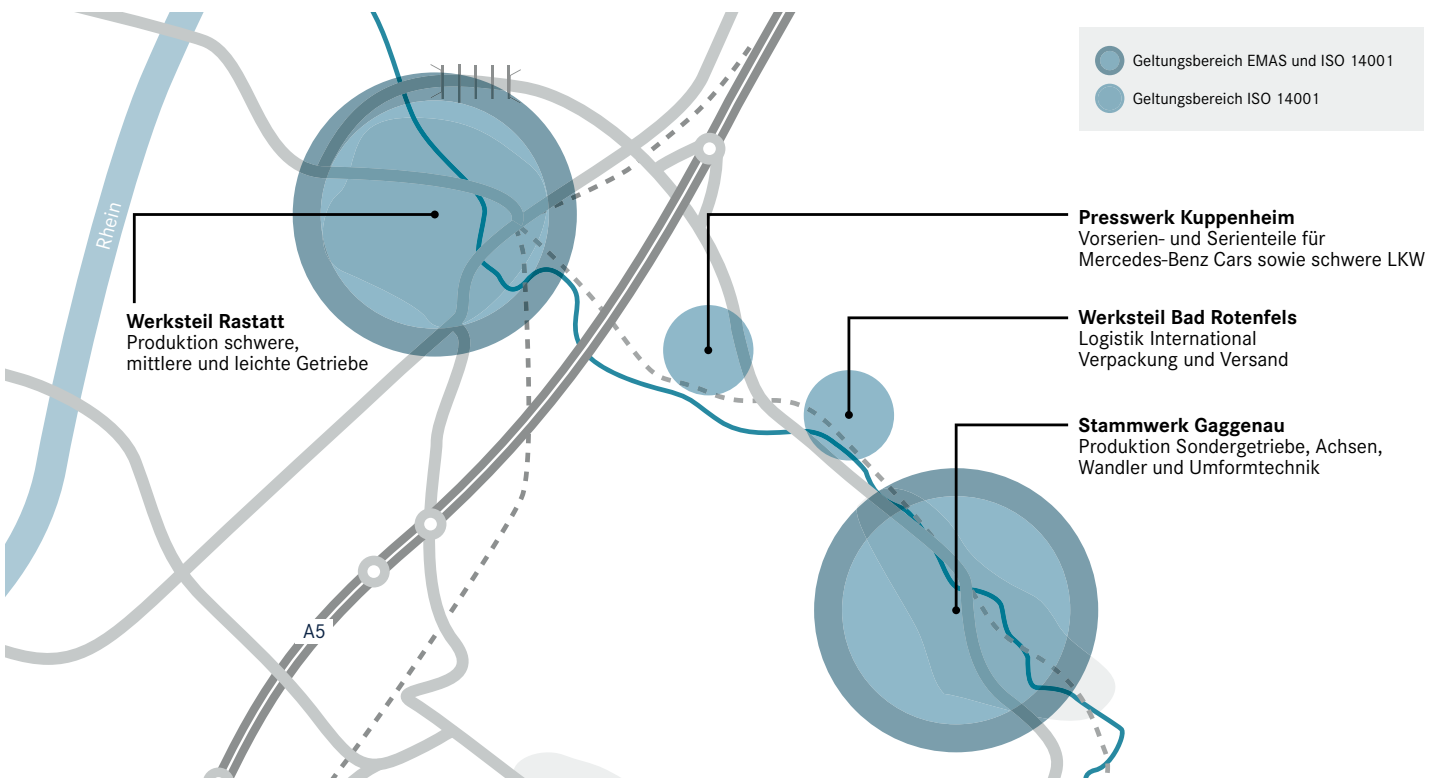 Geltungsbereich EMAS und ISO 14001
Geltungsbereich ISO 14001
Rhein
Presswerk Kuppenheim
Vorserien- und Serienteile für
Mercedes-Benz Cars sowie schwere LKW
Werksteil Rastatt
Produktion schwere,
mittlere und leichte Getriebe
Werksteil Bad Rotenfels
Logistik International
Verpackung und Versand
Stammwerk Gaggenau
Produktion Sondergetriebe, Achsen,
Wandler und Umformtechnik
A5